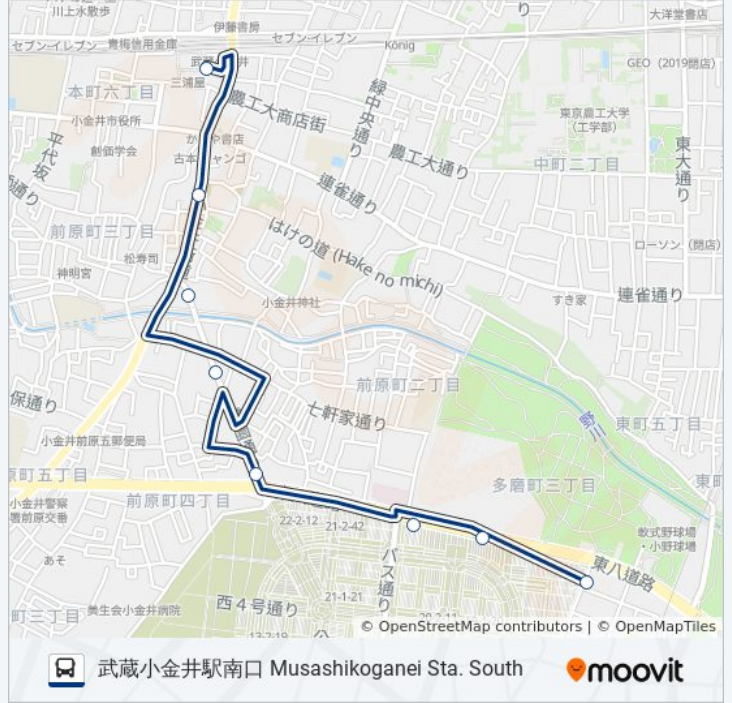 川上水散歩
伊藤書房
り
大洋堂書店
セブン-イレブン
青梅信用金庫
セブン-イレブン
König
GEO（2019閉店）
三浦屋
本町六丁目
農工大商店街
緑中央通り
東京農工大学
（工学部）
小金井市役所
平代坂
創価学会
農工大通り
中町二丁目
東大通り
連雀通り
前原町三丁目
はけの道 (Hake no michi)
ローソン（閉店）
松寿司
神明宮
小金井神社
連雀通り
すき家
前原町二丁目
保通り
七軒家通り
野川
東町五丁目
小金井前原五郵便局
原町五丁目
多磨町三丁目
東町
小金井警察
署前原交番
前原町四丁目
22-2-12
21-2-42
軟式野球場
・小野球場
あそ
バス通り
東八道路
21-1-21
町三丁目
美生会小金井病院
西４号通り
13-2-19
© OpenStreetMap contributors | © OpenMapTiles
武蔵小金井駅南口 Musashikoganei Sta. South
moovit